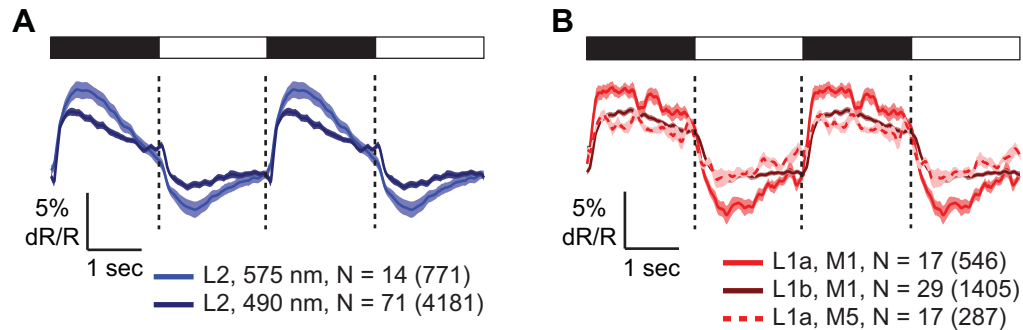 A
5%
dR/R
1 sec
L2, 575 nm, N = 14 (771)
L2, 490 nm, N = 71 (4181)
B
5%
dR/R
1 sec
L1a, M1, N = 17 (546)
L1b, M1, N = 29 (1405)
L1a, M5, N = 17 (287)